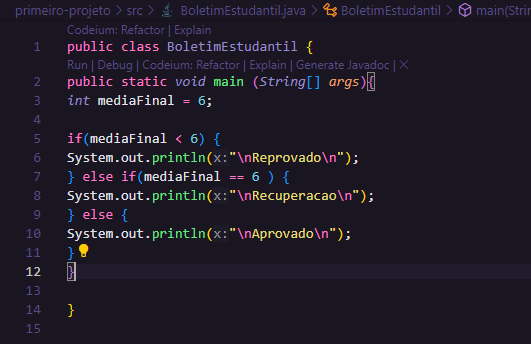 primeiro-projeto > src > BoletimEstudantil.java > BoletimEstudantil > main(Strin
Codeium: Refactor | Explain
1 public class BoletimEstudantil {
Run | Debug | Codeium: Refactor | Explain | Generate Javadoc | ×
2 public static void main (String[] args){
3 int mediaFinal = 6;
4
5 if(mediaFinal < 6) {
6 System.out.println(x:"\nReprovado\n");
7 } else if(mediaFinal == 6 ) {
8 System.out.println(x:"\nRecuperacao\n");
9 } else {
10 System.out.println(x:"\nAprovado\n");
11 }
12 }
13
14 }
15